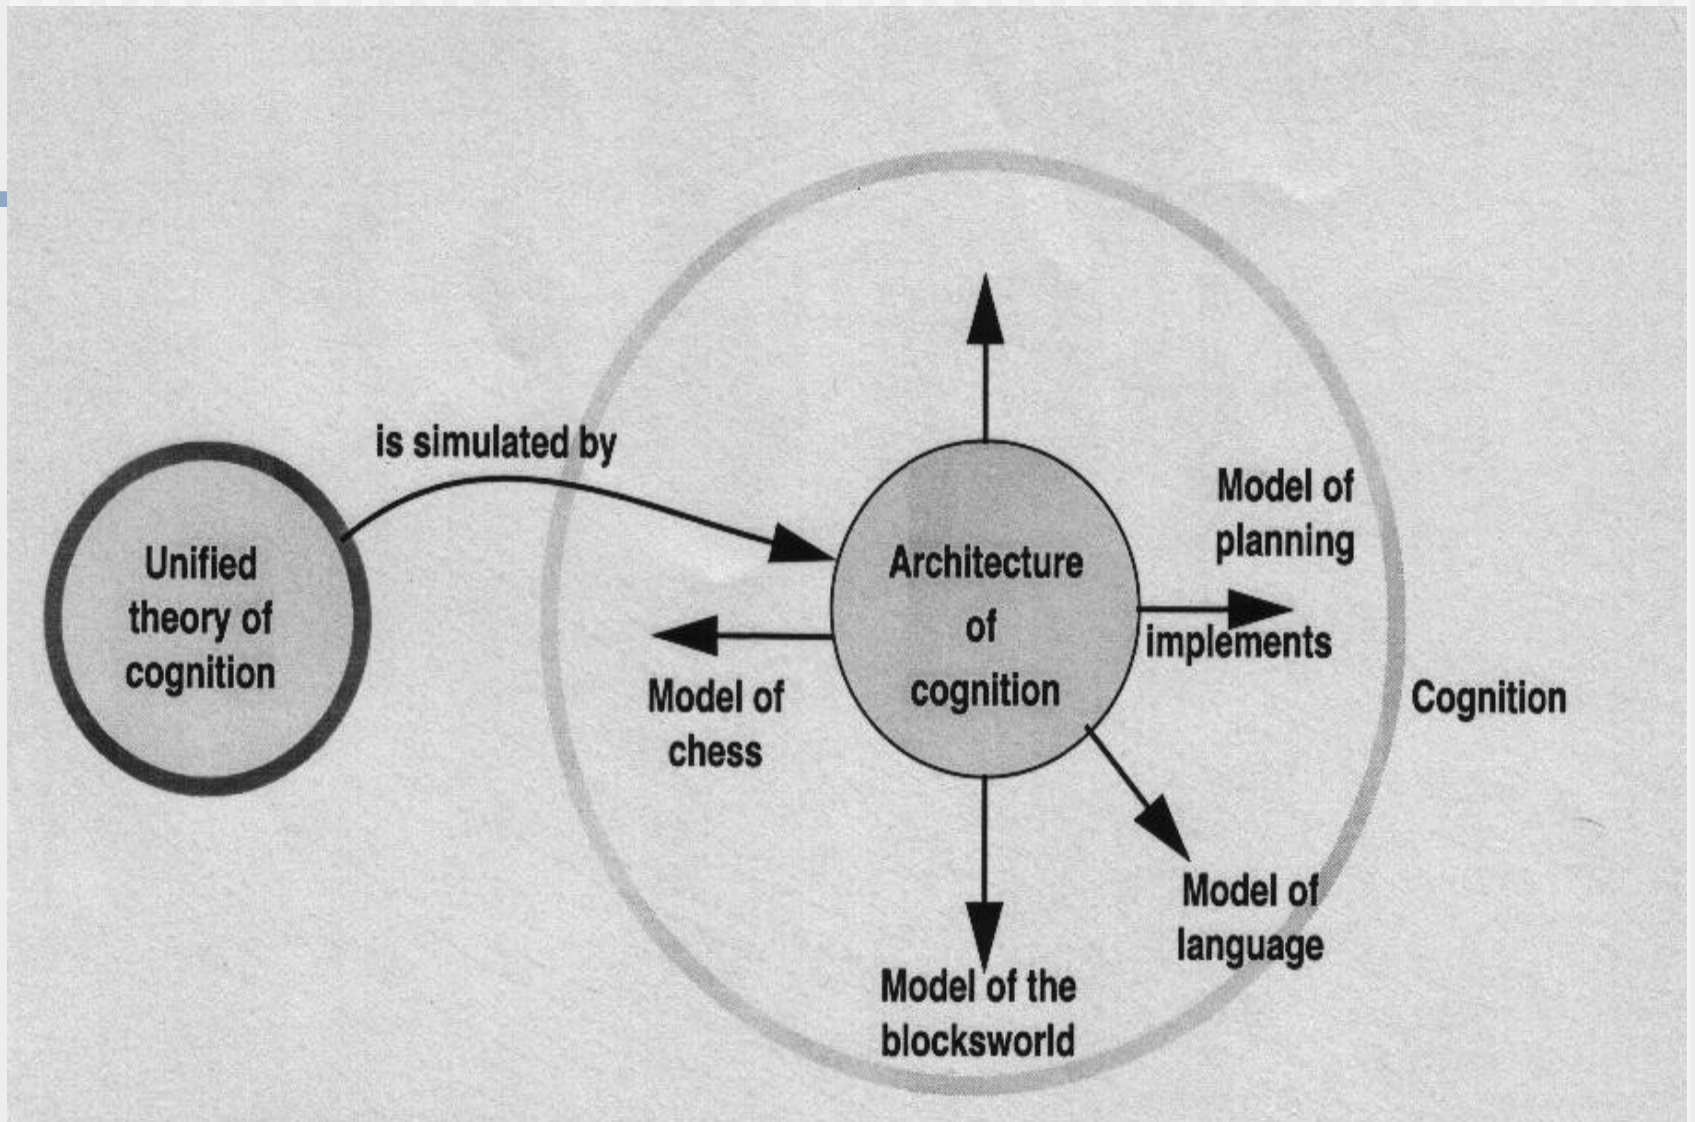 is simulated by
Unified
theory of
cognition
Architecture
of
cognition
Model of
planning
implements
Cognition
Model of
chess
Model of
language
Model of the
blocksworld